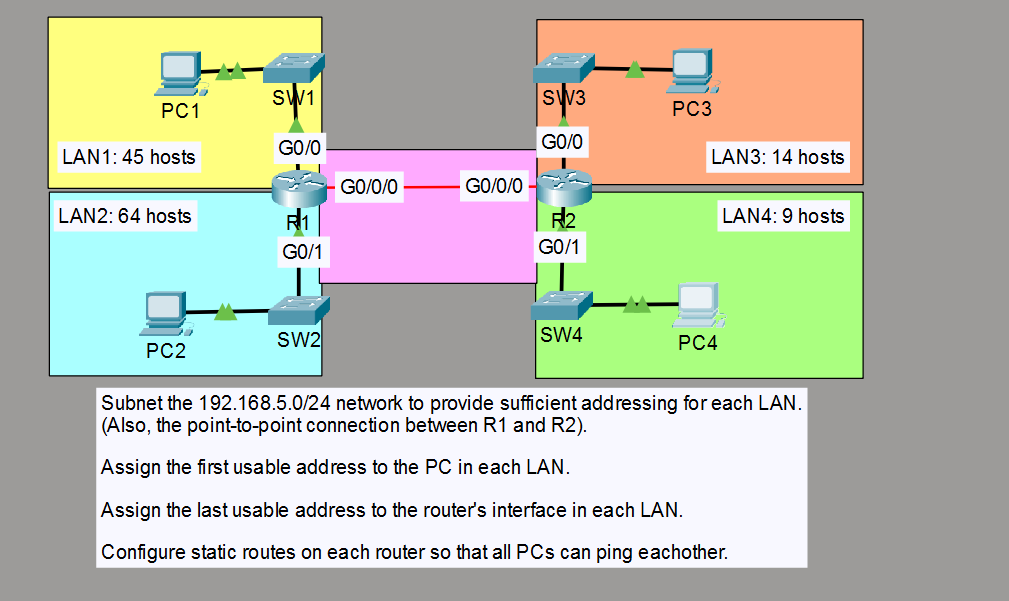 PC1
SW1
SW3
PC3
LAN1: 45 hosts
G0/0
G0/0
LAN3: 14 hosts
G0/0/0
G0/0/0
R1
R2
LAN2: 64 hosts
LAN4: 9 hosts
G0/1
G0/1
PC2
SW2
SW4
PC4
Subnet the 192.168.5.0/24 network to provide sufficient addressing for each LAN.
(Also, the point-to-point connection between R1 and R2).
Assign the first usable address to the PC in each LAN.
Assign the last usable address to the router's interface in each LAN.
Configure static routes on each router so that all PCs can ping eachother.